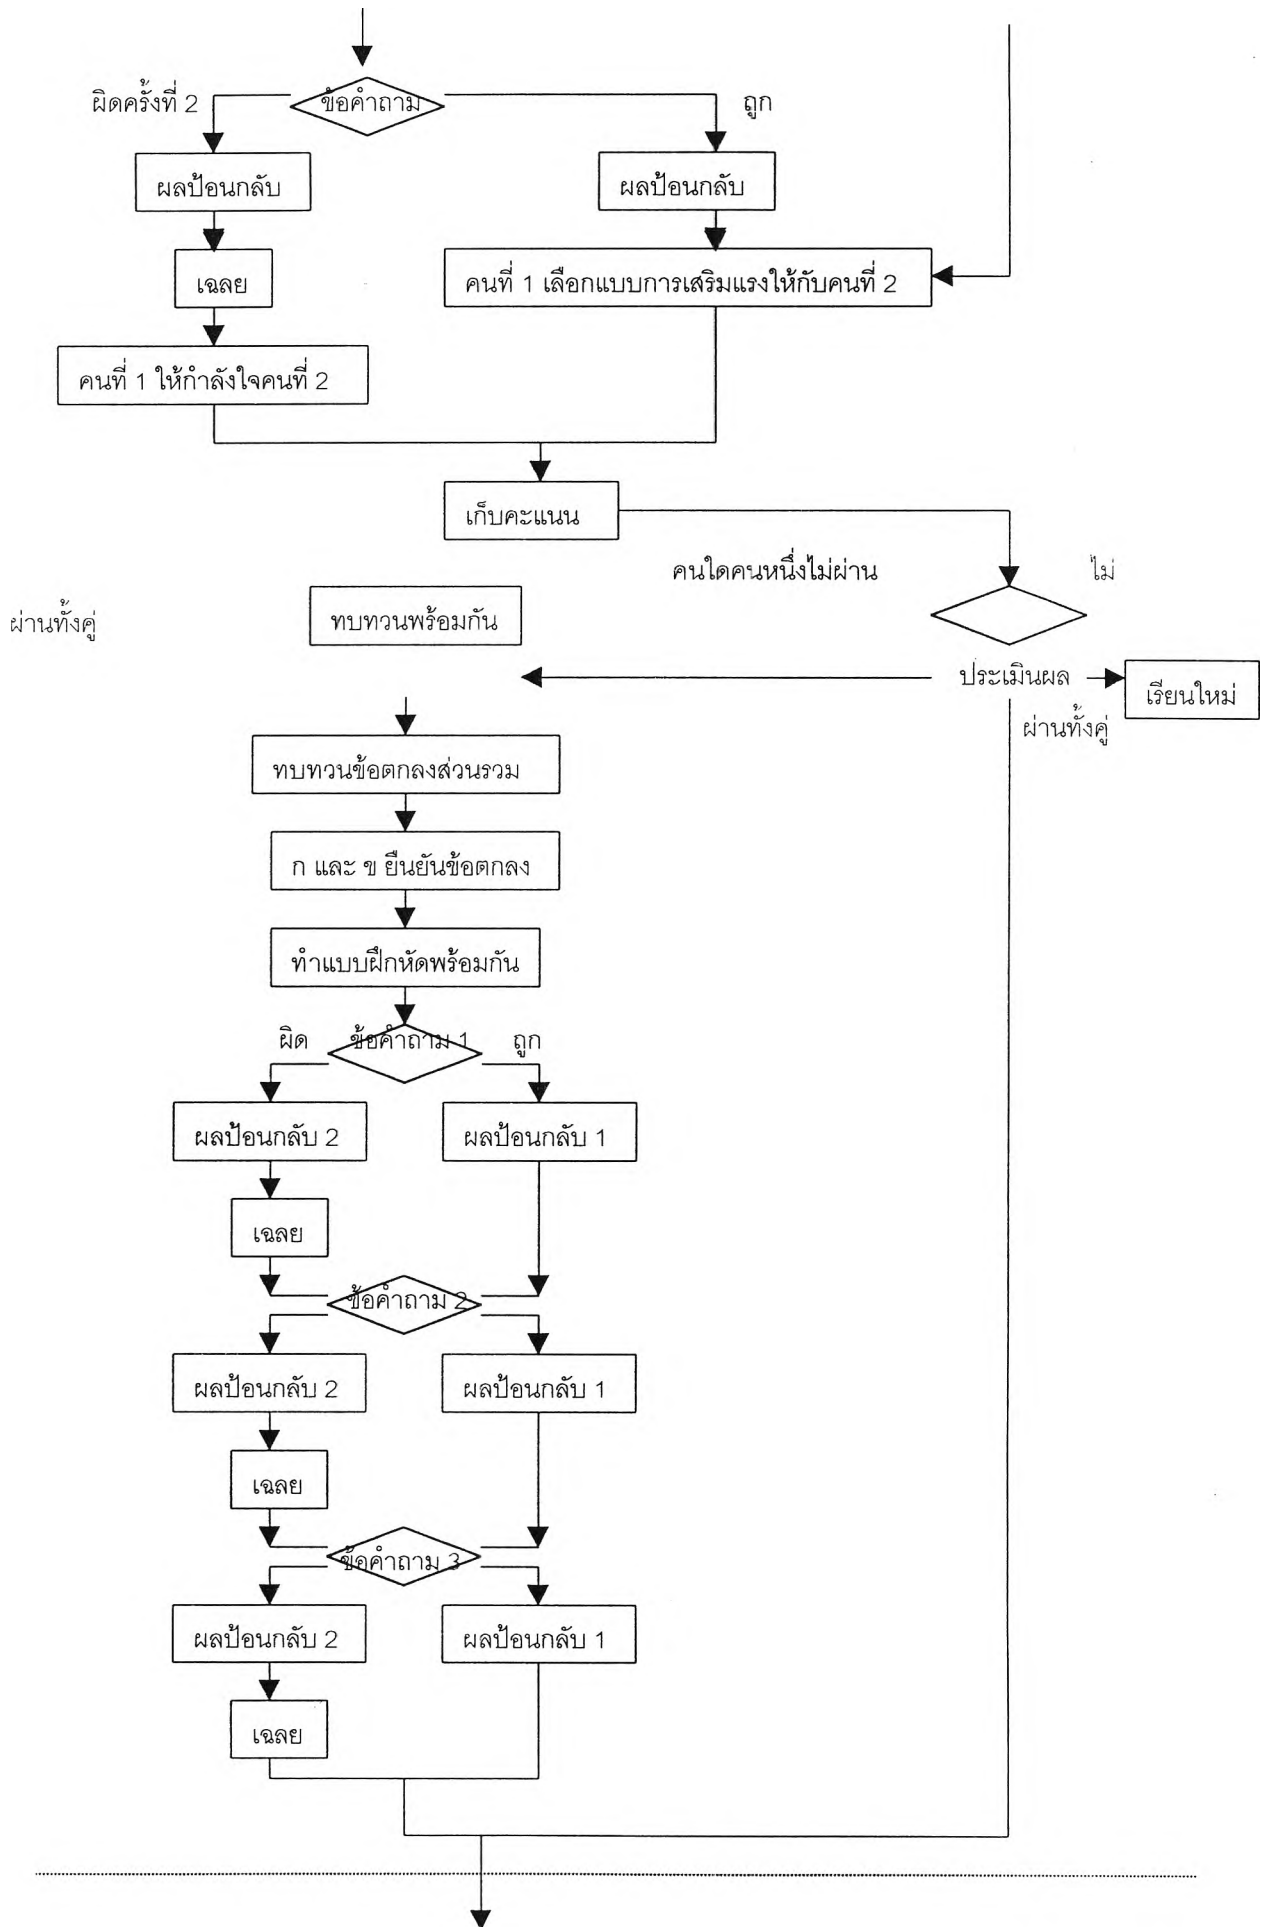 ผิดครั้งที่ 2
ข้อคำถาม
ถูก
ผลป้อนกลับ
ผลป้อนกลับ
เฉลย
คนที่ 1 เลือกแบบการเสริมแรงให้กับคนที่ 2
คนที่ 1 ให้กำลังใจคนที่ 2
เก็บคะแนน
คนใดคนหนึ่งไม่ผ่าน
ไม่
ผ่านทั้งคู่
ทบทวนพร้อมกัน
ประเมินผล
เรียนใหม่
ผ่านทั้งคู่
ทบทวนข้อตกลงส่วนรวม
ก และ ข ยืนยันข้อตกลง
ทำแบบฝึกหัดพร้อมกัน
ผิด
ข้อคำถาม 1
ถูก
ผลป้อนกลับ 2
ผลป้อนกลับ 1
เฉลย
ข้อคำถาม 2
ผลป้อนกลับ 2
ผลป้อนกลับ 1
เฉลย
ข้อคำถาม 3
ผลป้อนกลับ 2
ผลป้อนกลับ 1
เฉลย